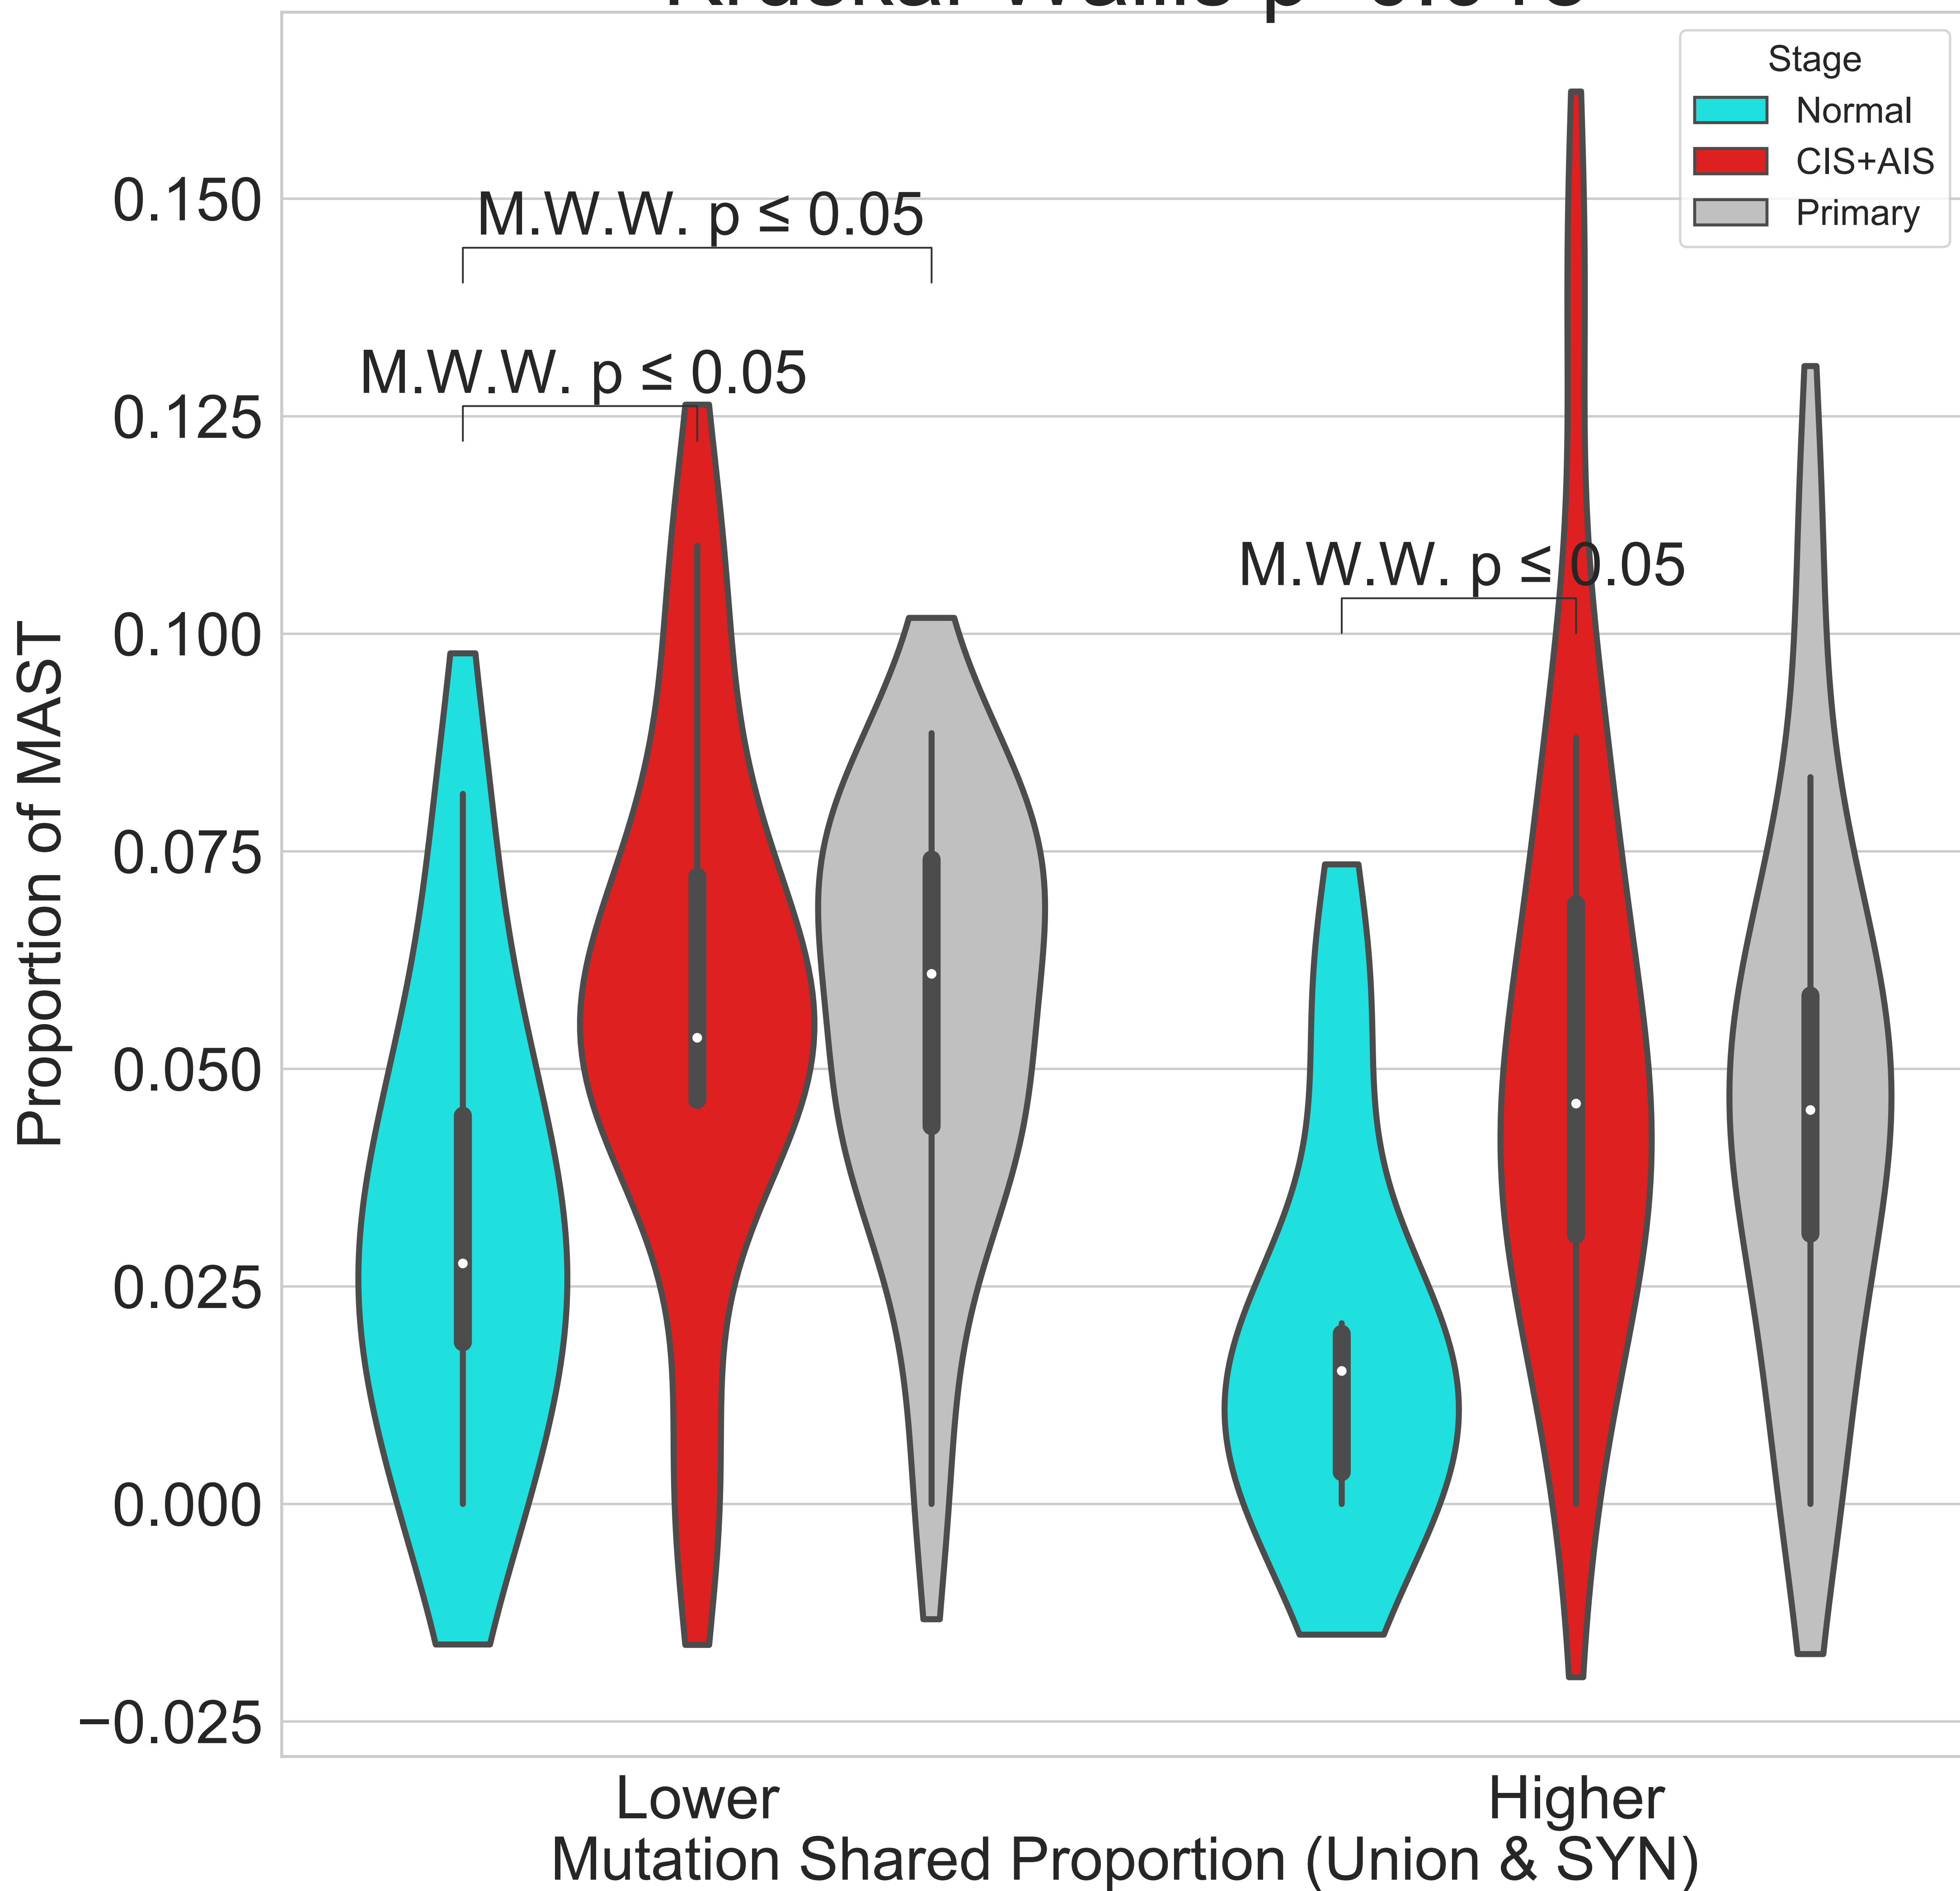 Stage
Normal
CIS+AIS
Primary
0.150
M.W.W. p ≤ 0.05
M.W.W. p ≤ 0.05
0.125
M.W.W. p ≤ 0.05
0.100
0.075
0.050
0.025
0.000
−0.025
Proportion of MAST
Lower
Higher
Mutation Shared Proportion (Union & SYN)